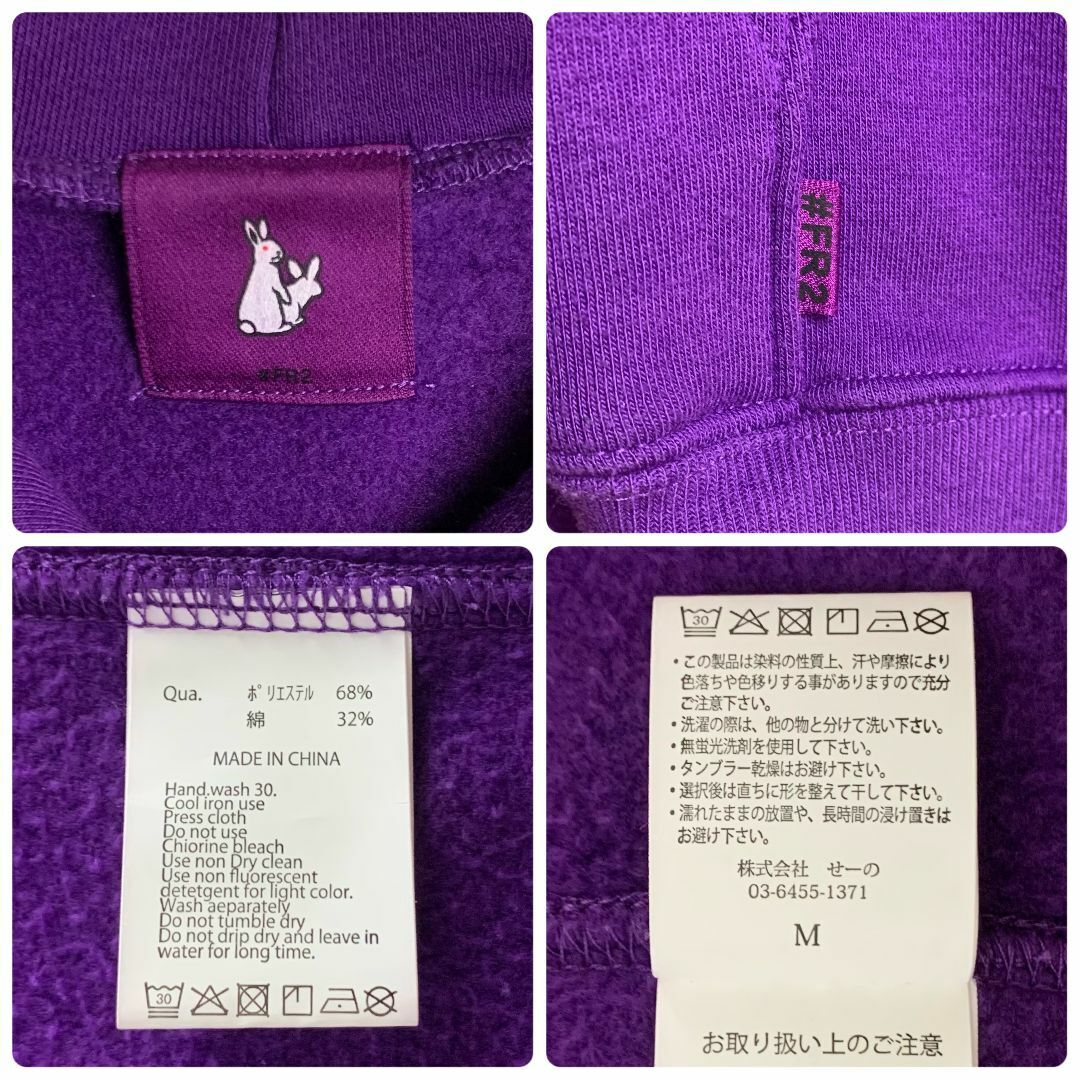 #FR2
#FR2
Qua. ポリエステル 68%
綿 32%
MADE IN CHINA
Hand.wash 30.
Cool iron use
Press cloth
Do not use
Chiorine bleach
Use non Dry clean
Use non flurescent
detetgent for light color.
Wash aeparately
Do not tumble dry
Do not drip dry and leave in
water for long time.
30
30
・この製品は染料の性質上、汗や摩擦により
色落ちや色移りする事がありますので充分
ご注意下さい。
・洗濯の際は、他の物と分けて洗い下さい。
・無蛍光洗剤を使用して下さい。
・タンブラー乾燥はお避け下さい。
・選択後は直ちに形を整えて干して下さい。
・濡れたままの放置や、長時間の浸け置きは
お避け下さい。
株式会社 せーの
03-6455-1371
M
お取り扱い上のご注意